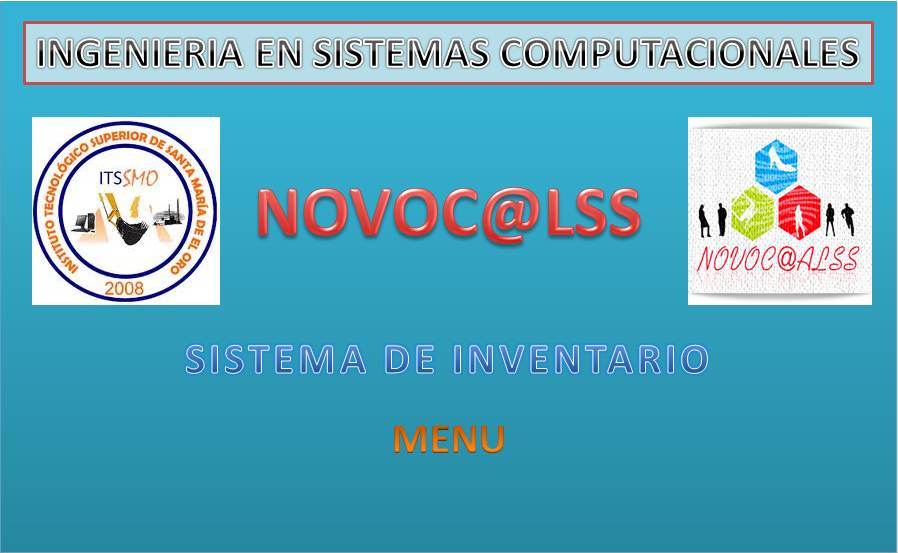 INGENIERIA EN SISTEMAS COMPUTACIONALES
INSTITUTO TECNOLÓGICO SUPERIOR DE SANTA MARÍA DE EL ORO
ITSSMO
2008
NOVOC@LSS
NOVOC@ALSS
SISTEMA DE INVENTARIO
MENU